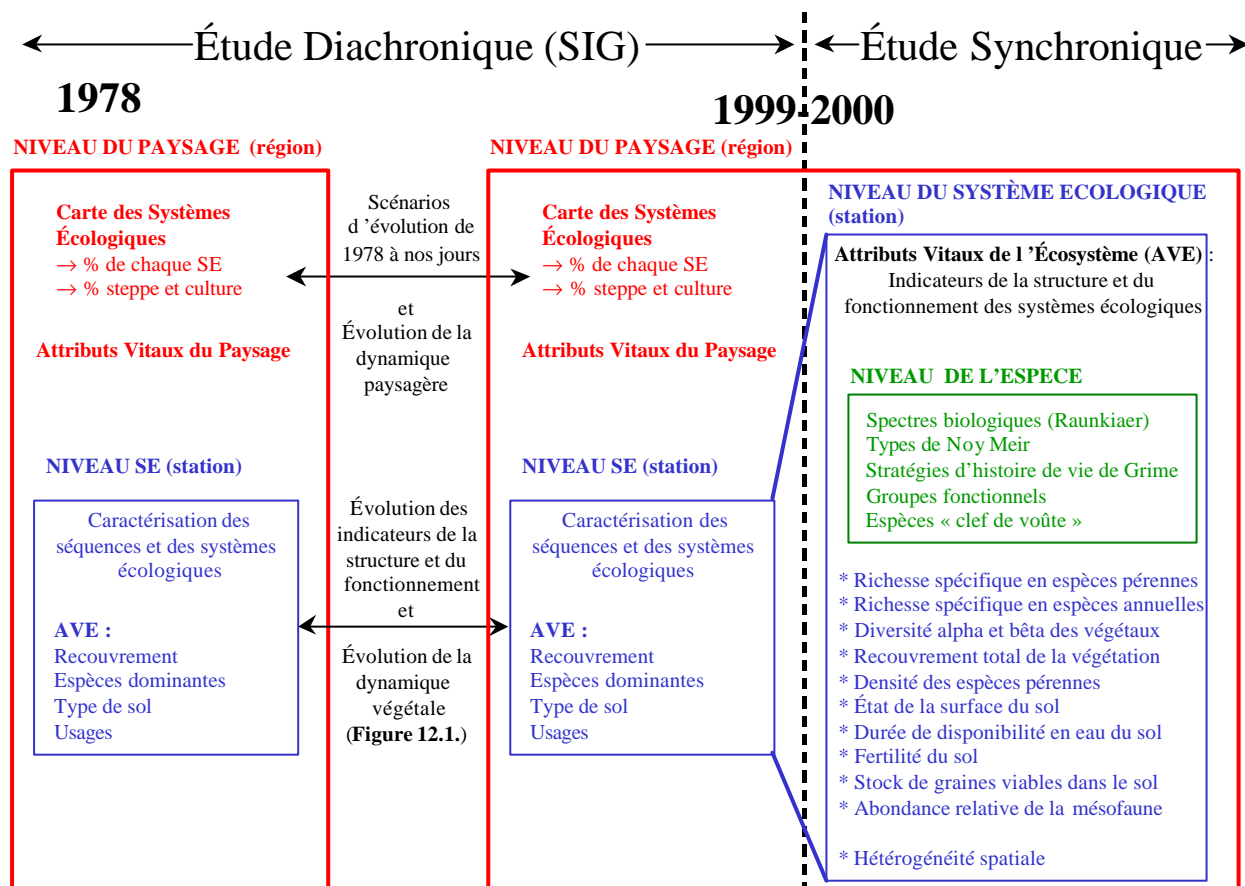 Étude Diachronique (SIG)
Étude Synchronique
1978
1999-2000
NIVEAU DU PAYSAGE (région)
Carte des Systèmes
Écologiques
→ % de chaque SE
→ % steppe et culture
Attributs Vitaux du Paysage
NIVEAU SE (station)
Caractérisation des
séquences et des systèmes
écologiques
AVE :
Recouvrement
Espèces dominantes
Type de sol
Usages
Scénarios
d ’évolution de
1978 à nos jours
et
Évolution de la
dynamique
paysagère
Évolution des
indicateurs de la
structure et du
fonctionnement
et
Évolution de la
dynamique
végétale
(Figure 12.1.)
NIVEAU DU PAYSAGE (région)
Carte des Systèmes
Écologiques
→ % de chaque SE
→ % steppe et culture
Attributs Vitaux du Paysage
NIVEAU SE (station)
Caractérisation des
séquences et des systèmes
écologiques
AVE :
Recouvrement
Espèces dominantes
Type de sol
Usages
NIVEAU DU SYSTÈME ECOLOGIQUE
(station)
Attributs Vitaux de l ’Écosystème (AVE) :
Indicateurs de la structure et du
fonctionnement des systèmes écologiques
NIVEAU DE L’ESPECE
Spectres biologiques (Raunkiaer)
Types de Noy Meir
Stratégies d’histoire de vie de Grime
Groupes fonctionnels
Espèces « clef de voûte »
* Richesse spécifique en espèces pérennes
* Richesse spécifique en espèces annuelles
* Diversité alpha et bêta des végétaux
* Recouvrement total de la végétation
* Densité des espèces pérennes
* État de la surface du sol
* Durée de disponibilité en eau du sol
* Fertilité du sol
* Stock de graines viables dans le sol
* Abondance relative de la mésofaune
* Hétérogénéité spatiale